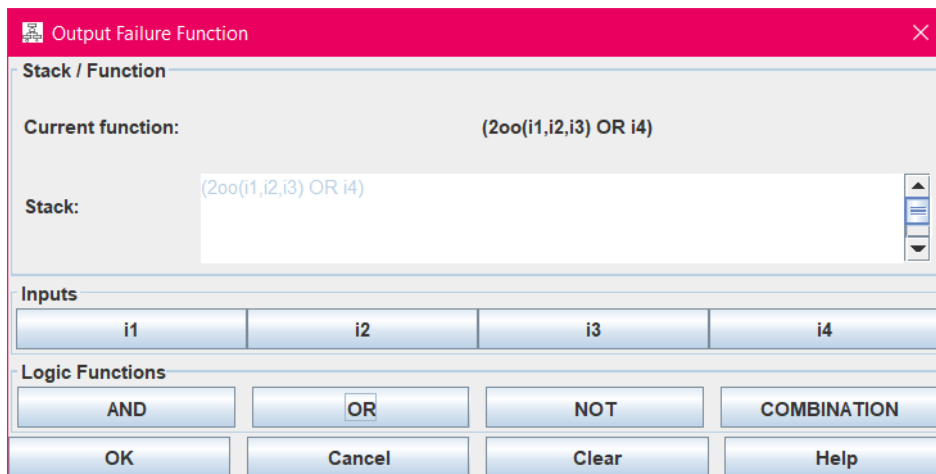 Output Failure Function
Stack / Function
Current function: (2oo(i1,i2,i3) OR i4)
Stack: (2oo(i1,i2,i3) OR i4)
Inputs
i1 i2 i3 i4
Logic Functions
AND OR NOT COMBINATION
OK Cancel Clear Help